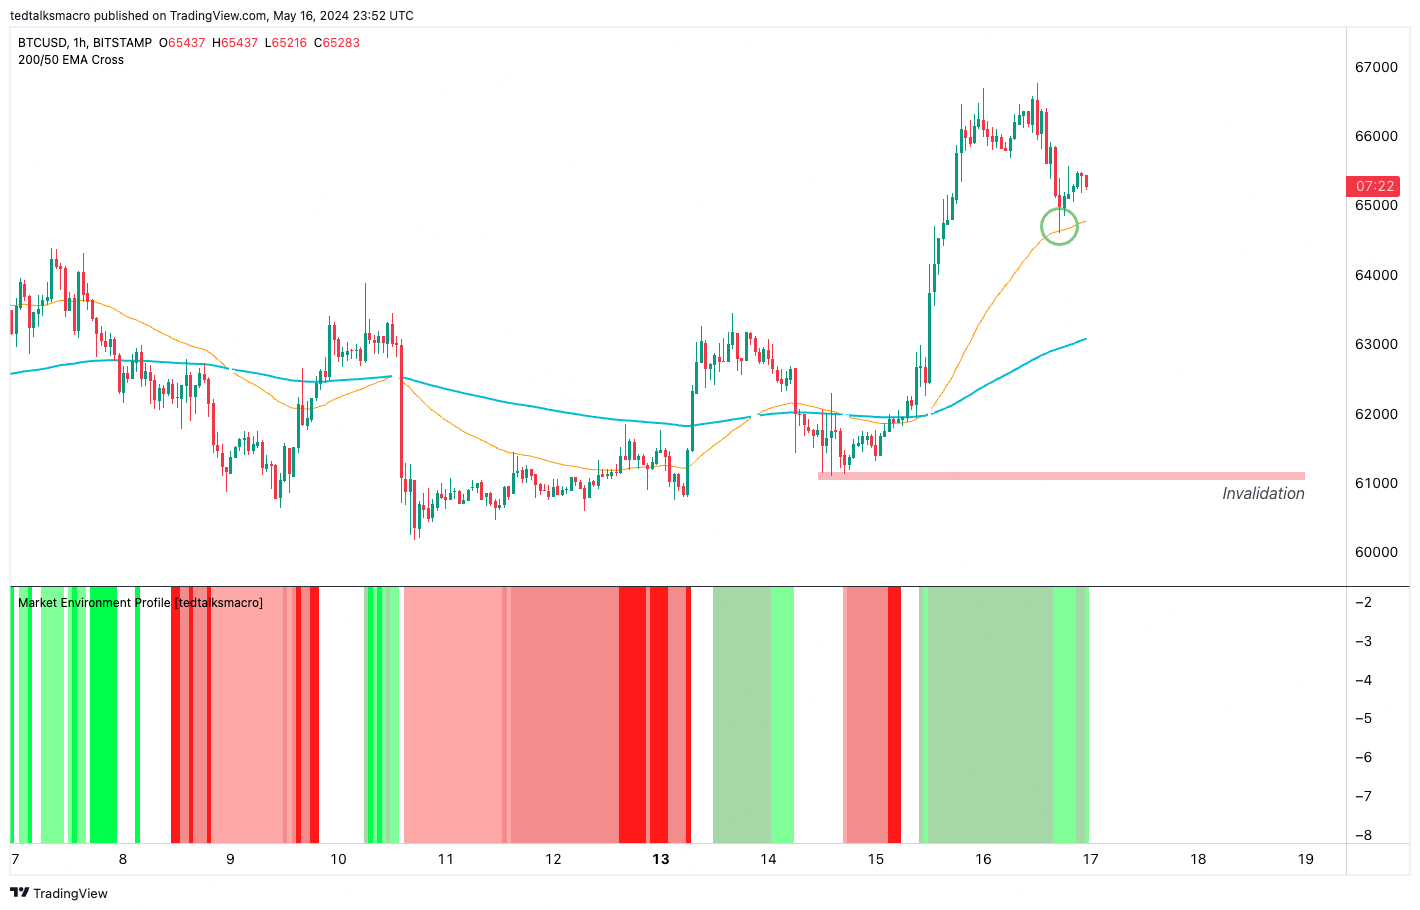 tedtalksmacro published on TradingView.com, May 16, 2024 23:52 UTC
BTCUSD, 1h, BITSTAMP O65437 H65437 L65216 C65283
200/50 EMA Cross
67000
66000
07:22
65000
64000
63000
62000
61000
Invalidation
60000
Market Environment Profile [tedtalksmacro]
−2
−3
−4
−5
−6
−7
−8
7 8 9 10 11 12 13 14 15 16 17 18 19
TradingView